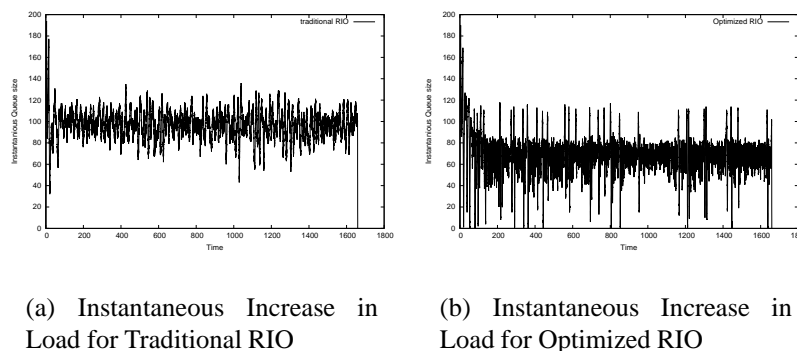 traditional RIO
200
180
160
140
120
100
80
60
40
20
0
0 200 400 600 800 1000 1200 1400 1600 1800
Instantanious Queue size
Time
Optimized RIO
200
180
160
140
120
100
80
60
40
20
0
0 200 400 600 800 1000 1200 1400 1600 1800
Instantanious Queue size
Time
(a) Instantaneous Increase in
Load for Traditional RIO
(b) Instantaneous Increase in
Load for Optimized RIO